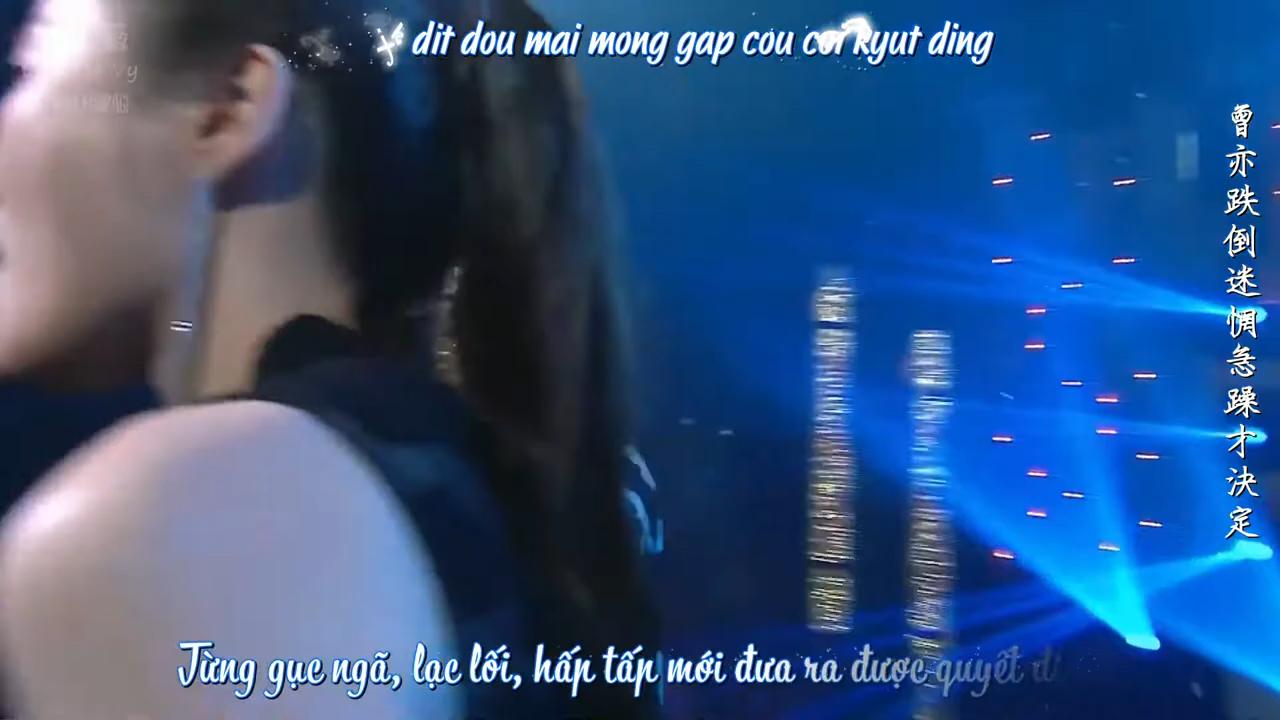 dit dou mai mong gap cou coi kyut ding
曾亦跌倒迷惘急躁才決定
Từng gục ngã, lạc lối, hấp tấp mới đưa ra được quyết